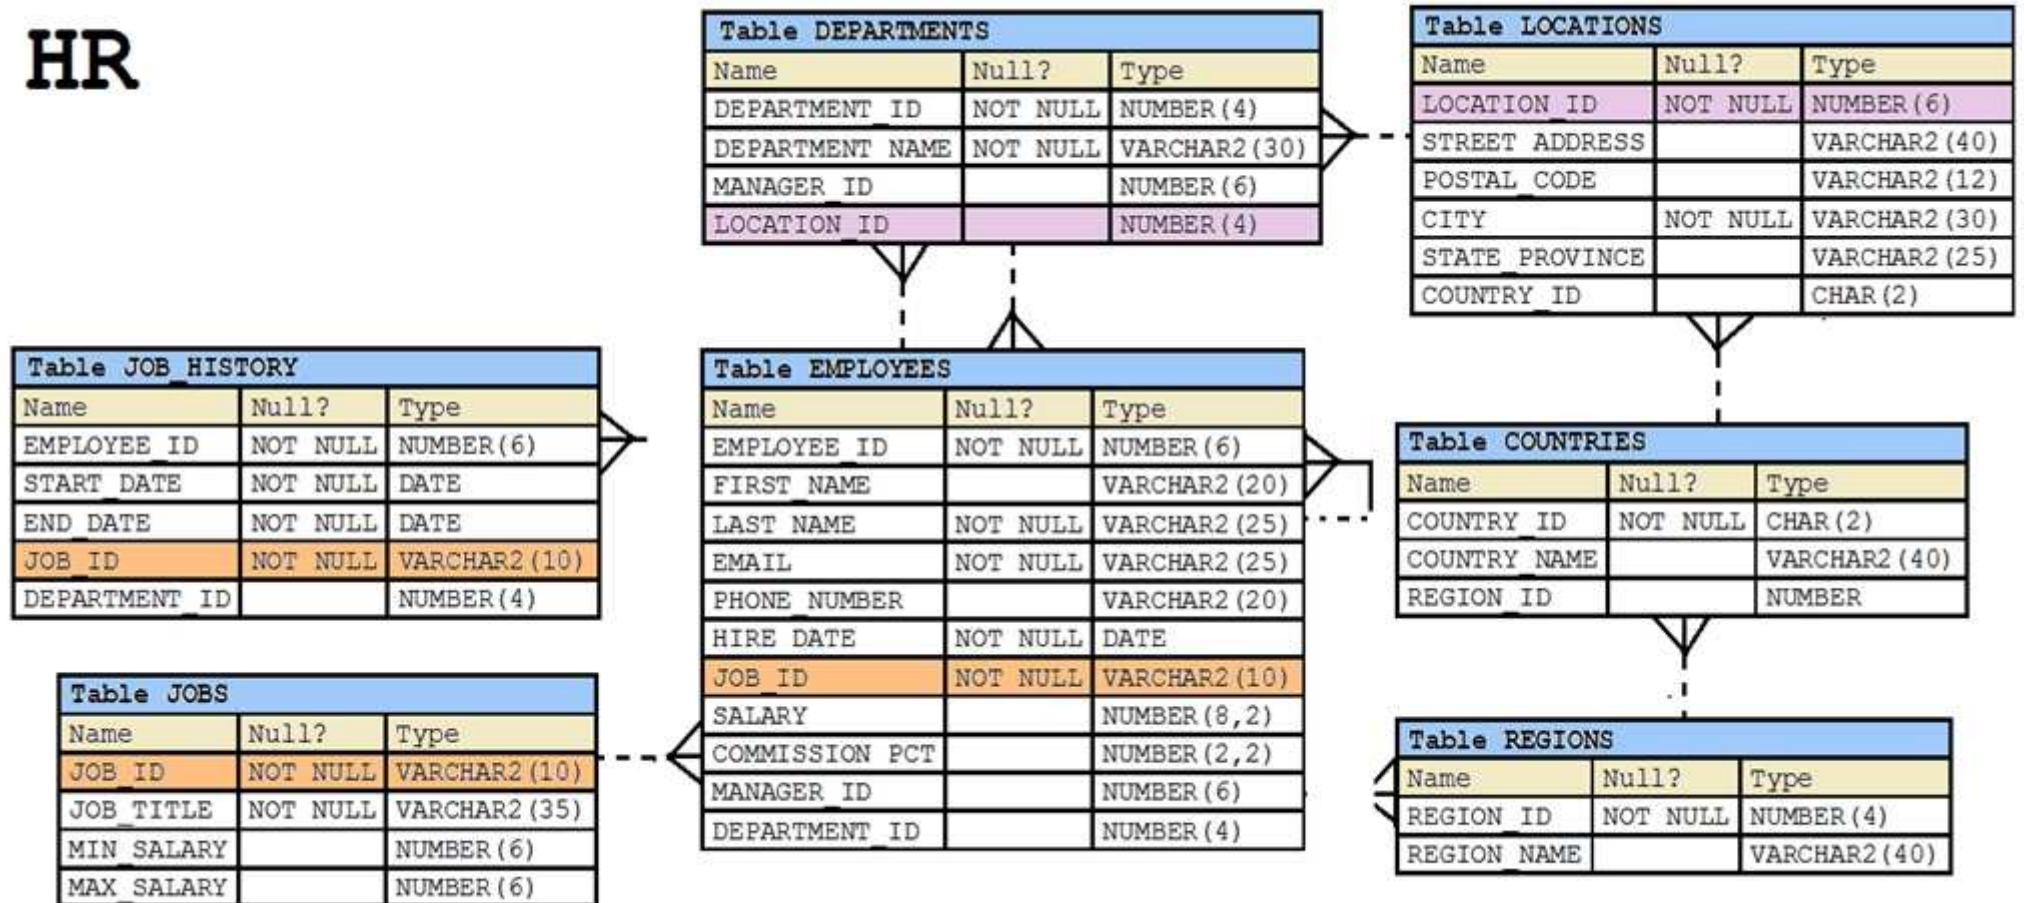 HR
Table DEPARTMENTS
Name Null? Type
DEPARTMENT_ID NOT NULL NUMBER(4)
DEPARTMENT_NAME NOT NULL VARCHAR2(30)
MANAGER_ID NUMBER(6)
LOCATION_ID NUMBER(4)
Table LOCATIONS
Name Null? Type
LOCATION_ID NOT NULL NUMBER(6)
STREET_ADDRESS VARCHAR2(40)
POSTAL_CODE VARCHAR2(12)
CITY NOT NULL VARCHAR2(30)
STATE_PROVINCE VARCHAR2(25)
COUNTRY_ID CHAR(2)
Table JOB_HISTORY
Name Null? Type
EMPLOYEE_ID NOT NULL NUMBER(6)
START_DATE NOT NULL DATE
END_DATE NOT NULL DATE
JOB_ID NOT NULL VARCHAR2(10)
DEPARTMENT_ID NUMBER(4)
Table EMPLOYEES
Name Null? Type
EMPLOYEE_ID NOT NULL NUMBER(6)
FIRST_NAME VARCHAR2(20)
LAST_NAME NOT NULL VARCHAR2(25)
EMAIL NOT NULL VARCHAR2(25)
PHONE_NUMBER VARCHAR2(20)
HIRE_DATE NOT NULL DATE
JOB_ID NOT NULL VARCHAR2(10)
SALARY NUMBER(8,2)
COMMISSION_PCT NUMBER(2,2)
MANAGER_ID NUMBER(6)
DEPARTMENT_ID NUMBER(4)
Table COUNTRIES
Name Null? Type
COUNTRY_ID NOT NULL CHAR(2)
COUNTRY_NAME VARCHAR2(40)
REGION_ID NUMBER
Table JOBS
Name Null? Type
JOB_ID NOT NULL VARCHAR2(10)
JOB_TITLE NOT NULL VARCHAR2(35)
MIN_SALARY NUMBER(6)
MAX_SALARY NUMBER(6)
Table REGIONS
Name Null? Type
REGION_ID NOT NULL NUMBER(4)
REGION_NAME VARCHAR2(40)